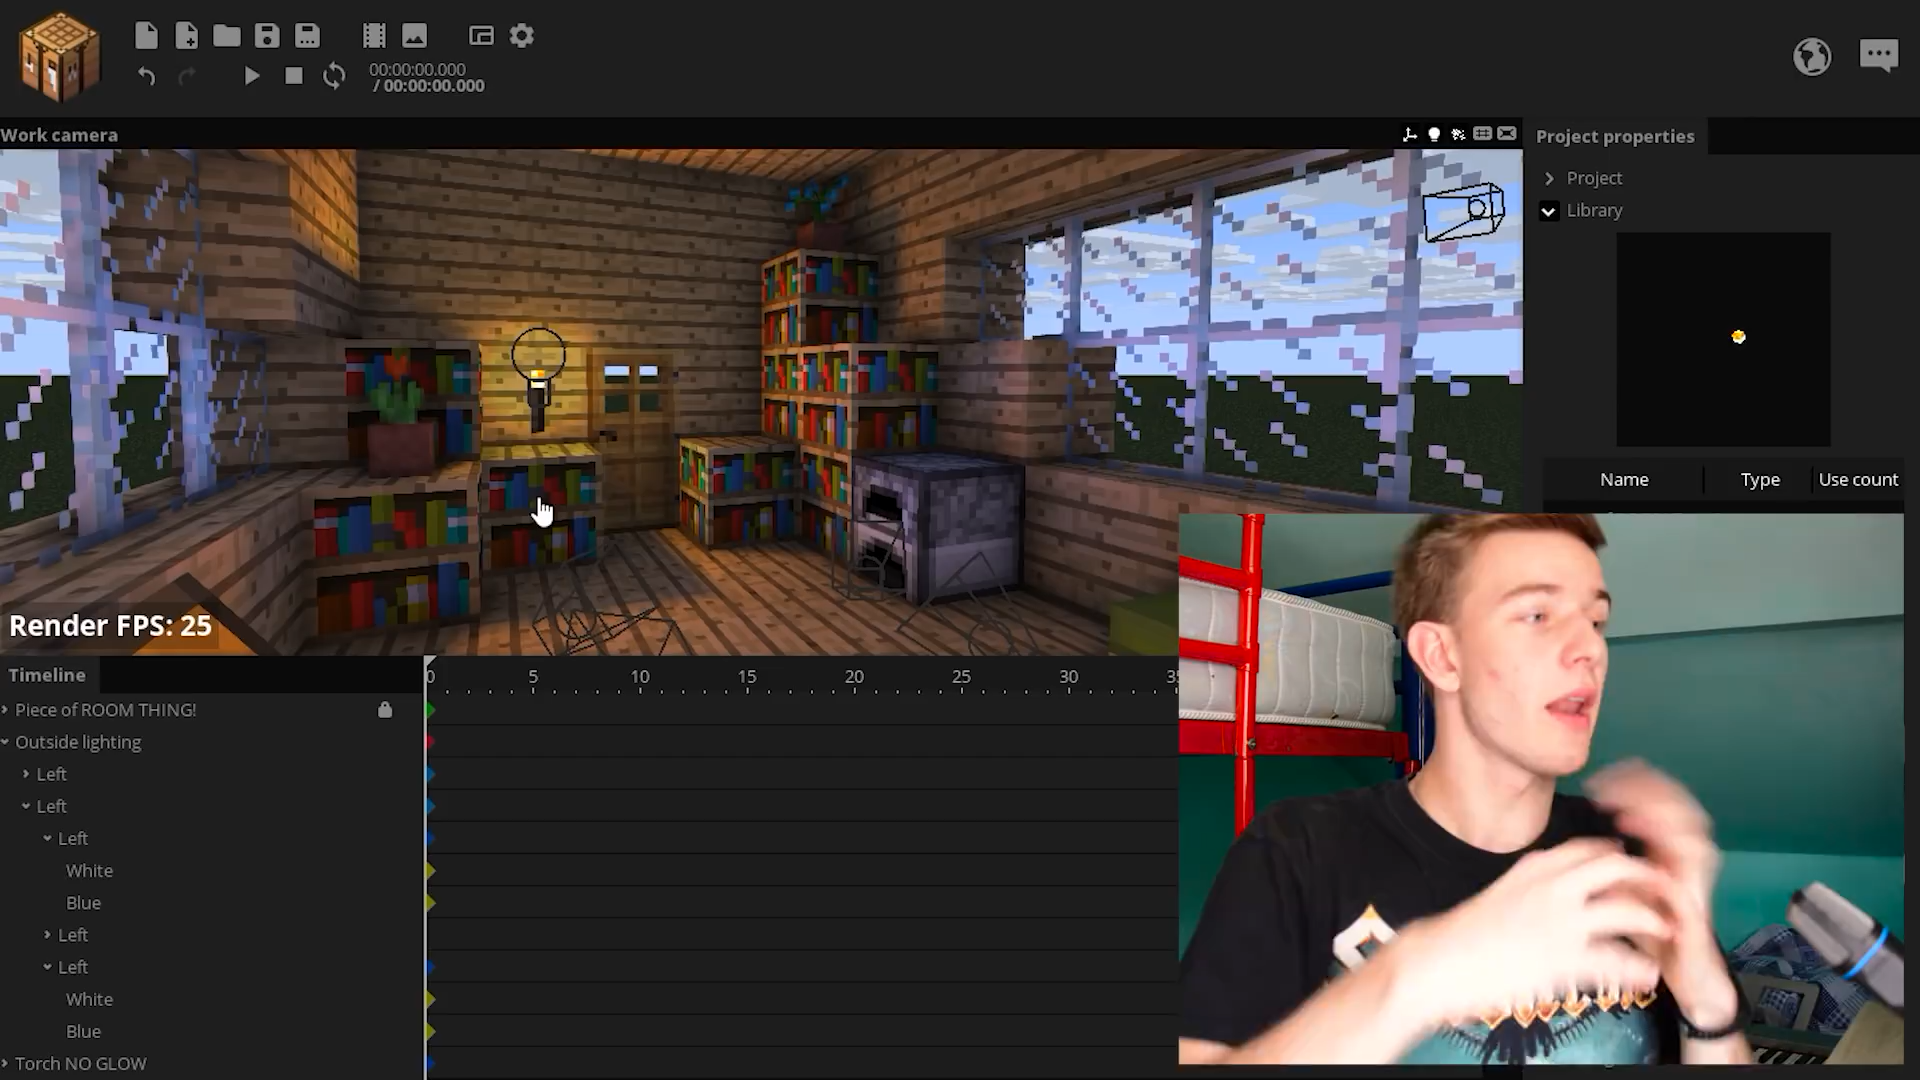 00:00:00.000
/ 00:00:00.000
Work camera
Project properties
Project
Library
Name Type Use count
Render FPS: 25
Timeline
0 5 10 15 20 25 30 35
Piece of ROOM THING!
Outside lighting
Left
Left
Left
White
Blue
Left
Left
White
Blue
Torch NO GLOW